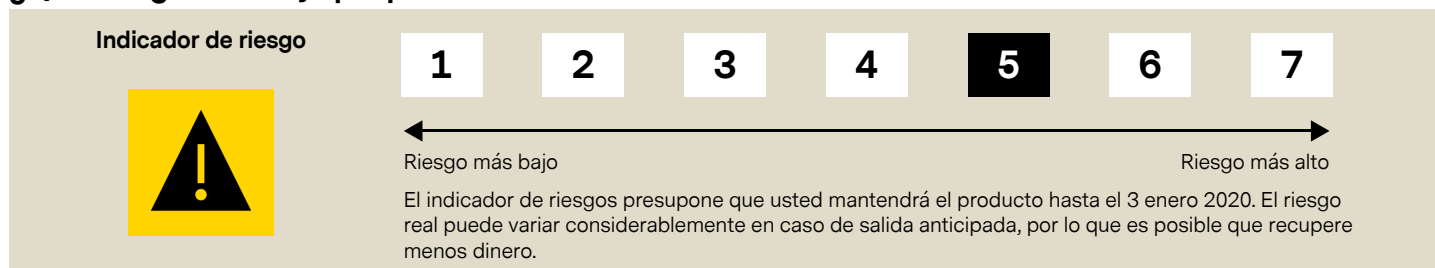 Indicador de riesgo
1 2 3 4 5 6 7
Riesgo más bajo Riesgo más alto
El indicador de riesgos presupone que usted mantendrá el producto hasta el 3 enero 2020. El riesgo
real puede variar considerablemente en caso de salida anticipada, por lo que es posible que recupere
menos dinero.